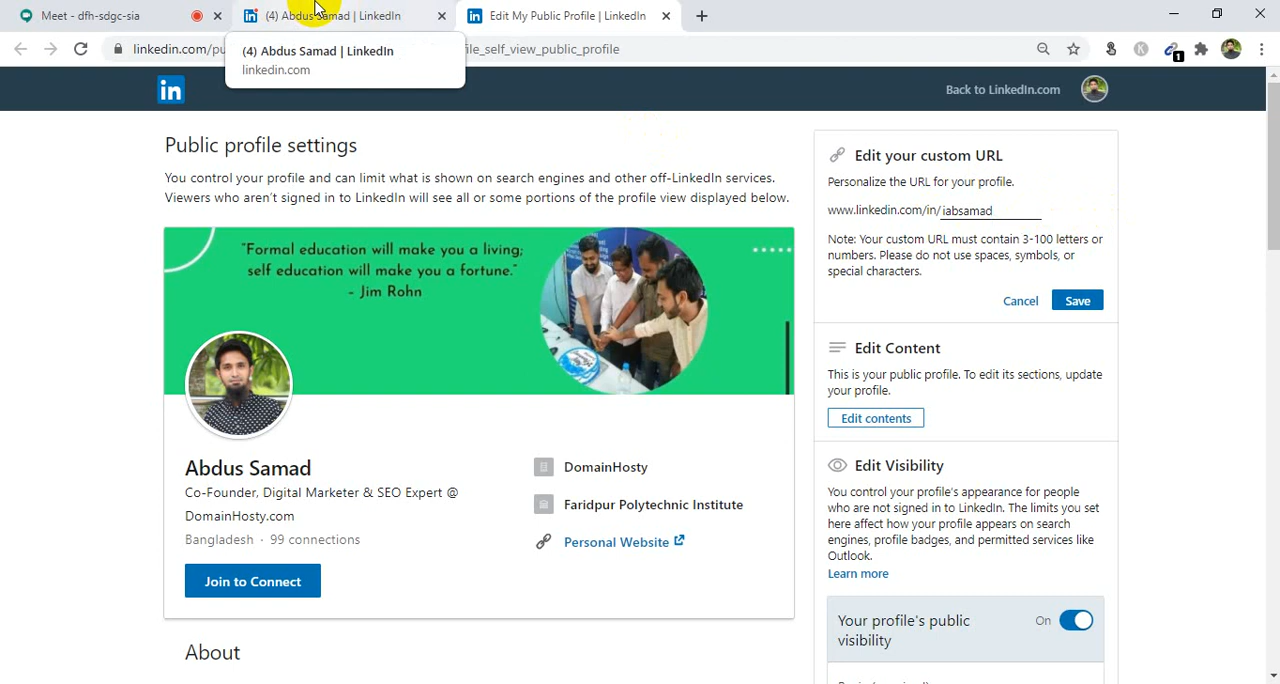 Meet - dfh-sdgc-sia
(4) Abdus Samad | LinkedIn
Edit My Public Profile | LinkedIn
linkedin.com/pu
file_self_view_public_profile
K
1
(4) Abdus Samad | LinkedIn
linkedin.com
in
Back to LinkedIn.com
Public profile settings
You control your profile and can limit what is shown on search engines and other off-LinkedIn services.
Viewers who aren't signed in to LinkedIn will see all or some portions of the profile view displayed below.
"Formal education will make you a living;
self education will make you a fortune."
- Jim Rohn
Abdus Samad
Co-Founder, Digital Marketer & SEO Expert @
DomainHosty.com
Bangladesh · 99 connections
Join to Connect
DomainHosty
Faridpur Polytechnic Institute
Personal Website
About
Edit your custom URL
Personalize the URL for your profile.
www.linkedin.com/in/iabsamad
Note: Your custom URL must contain 3-100 letters or
numbers. Please do not use spaces, symbols, or
special characters.
Cancel Save
Edit Content
This is your public profile. To edit its sections, update
your profile.
Edit contents
Edit Visibility
You control your profile's appearance for people
who are not signed in to LinkedIn. The limits you set
here affect how your profile appears on search
engines, profile badges, and permitted services like
Outlook.
Learn more
Your profile's public
visibility
On